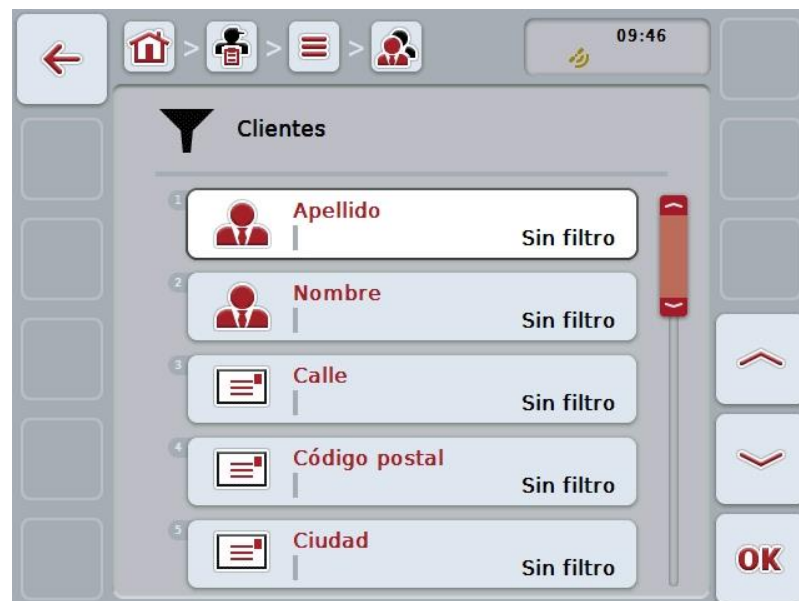 09:46
Clientes
1
Apellido
Sin filtro
2
Nombre
Sin filtro
3
Calle
Sin filtro
4
Código postal
Sin filtro
5
Ciudad
Sin filtro
OK